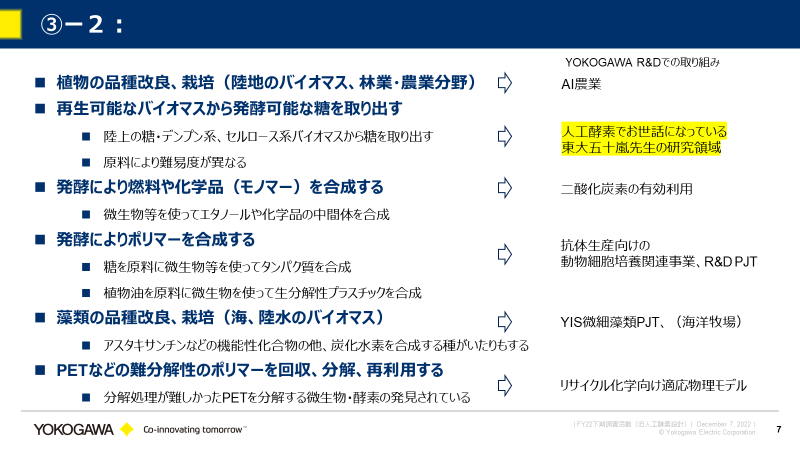 ③－２：
YOKOGAWA R&Dでの取り組み
■ 植物の品種改良、栽培（陸地のバイオマス、林業・農業分野）
AI農業
■ 再生可能なバイオマスから発酵可能な糖を取り出す
■ 陸上の糖・デンプン系、セルロース系バイオマスから糖を取り出す
■ 原料により難易度が異なる
人工酵素でお世話になっている
東大五十嵐先生の研究領域
■ 発酵により燃料や化学品（モノマー）を合成する
■ 微生物等を使ってエタノールや化学品の中間体を合成
二酸化炭素の有効利用
■ 発酵によりポリマーを合成する
■ 糖を原料に微生物等を使ってタンパク質を合成
■ 植物油を原料に微生物を使って生分解性プラスチックを合成
抗体生産向けの
動物細胞培養関連事業、R&D PJT
■ 藻類の品種改良、栽培（海、陸水のバイオマス）
■ アスタキサンチンなどの機能性化合物の他、炭化水素を合成する種がいたりもする
YIS微細藻類PJT、（海洋牧場）
■ PETなどの難分解性のポリマーを回収、分解、再利用する
■ 分解処理が難しかったPETを分解する微生物・酵素の発見されている
リサイクル化学向け適応物理モデル
YOKOGAWA Co-innovating tomorrow™
| FY22下期調査活動（旧人工酵素設計） | December 7, 2022 |
© Yokogawa Electric Corporation
7